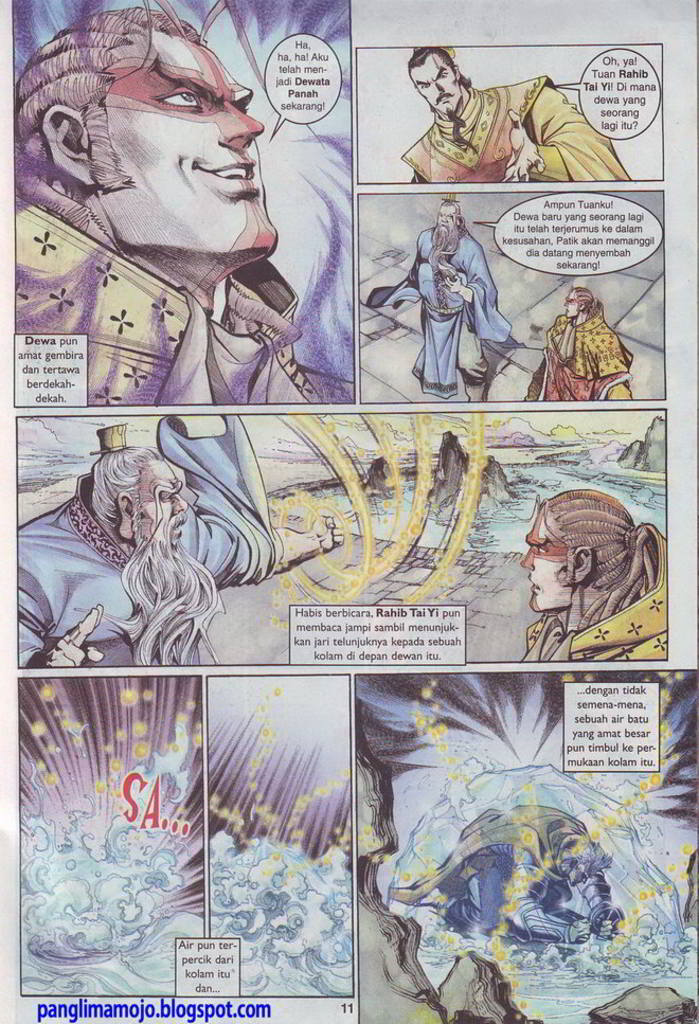 Ha,
ha, ha! Aku
telah men-
jadi Dewata
Panah
sekarang!
Dewa pun
amat gembira
dan tertawa
berdekah-
dekah.
Oh, ya!
Tuan Rahib
Tai Yi! Di mana
dewa yang
seorang
lagi itu?
Ampun Tuanku!
Dewa baru yang seorang lagi
itu telah terjerumus ke dalam
kesusahan, Patik akan memanggil
dia datang menyembah
sekarang!
Habis berbicara, Rahib Tai Yi pun
membaca jampi sambil menunjuk-
kan jari telunjuknya kepada sebuah
kolam di depan dewan itu.
SA...
Air pun ter-
percik dari
kolam itu
dan...
...dengan tidak
semena-mena,
sebuah air batu
yang amat besar
pun timbul ke per-
mukaan kolam itu.
panglimamojo.blogspot.com
11